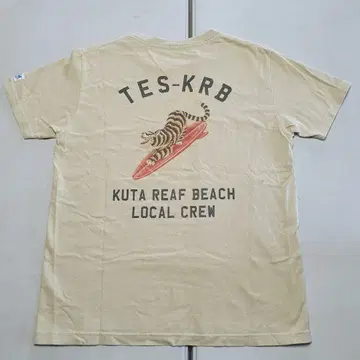 TES-KRB
KUTA REAF BEACH
LOCAL CREW